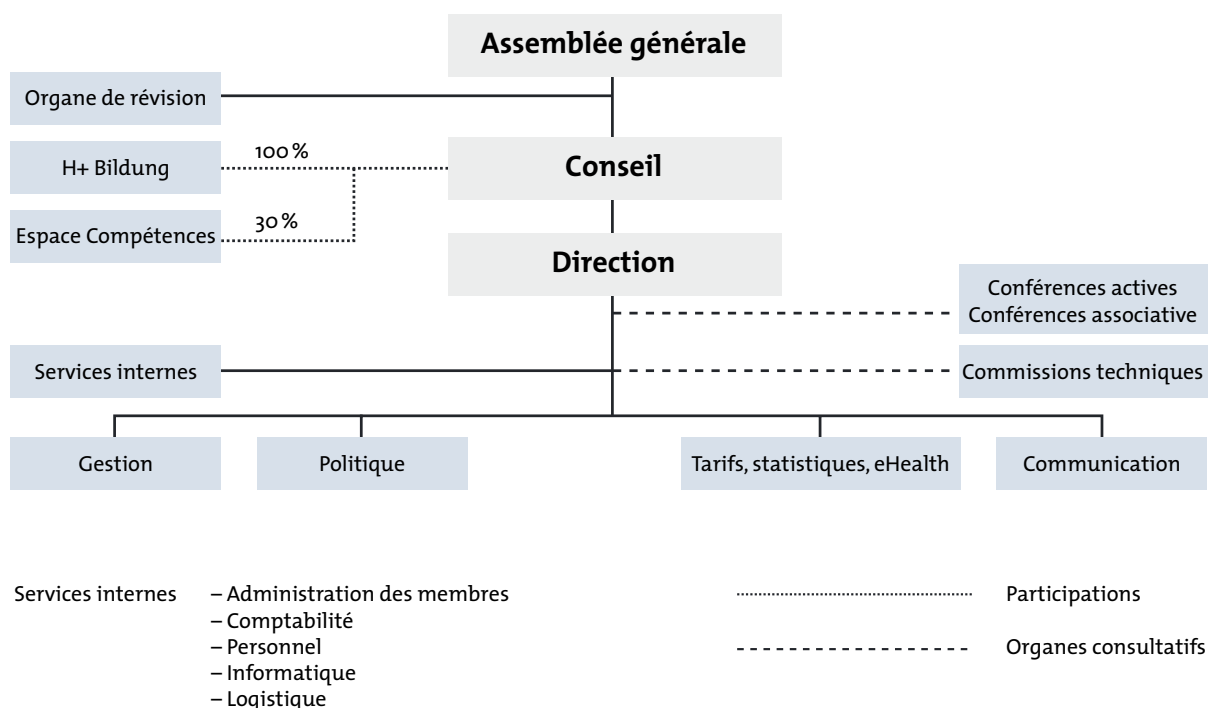 Assemblée générale
Organe de révision
H+ Bildung
100 %
Conseil
Espace Compétences
30 %
Direction
Conférences actives
Conférences associative
Services internes
Commissions techniques
Gestion
Politique
Tarifs, statistiques, eHealth
Communication
Services internes
– Administration des membres
– Comptabilité
– Personnel
– Informatique
– Logistique
Participations
Organes consultatifs